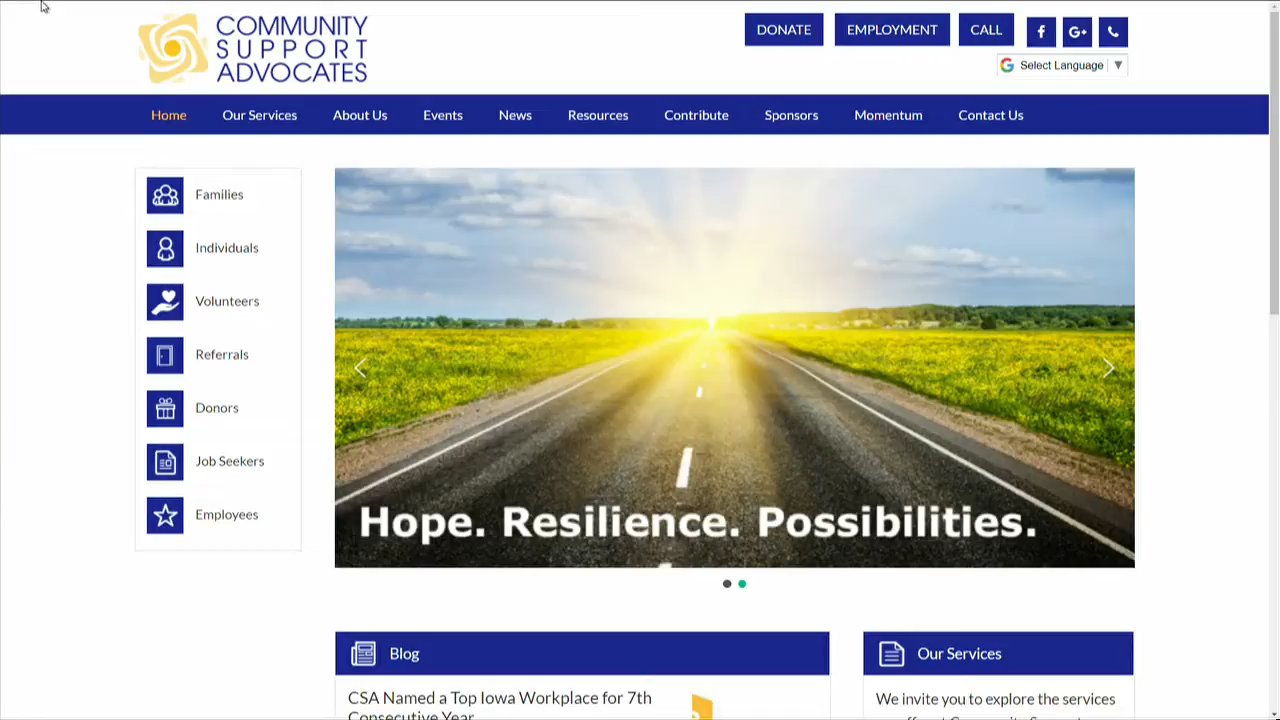 COMMUNITY
SUPPORT
ADVOCATES
DONATE
EMPLOYMENT
CALL
f
G+
G Select Language ▼
Home
Our Services
About Us
Events
News
Resources
Contribute
Sponsors
Momentum
Contact Us
Families
Individuals
Volunteers
Referrals
Donors
Job Seekers
Employees
Hope. Resilience. Possibilities.
Blog
CSA Named a Top Iowa Workplace for 7th
Consecutive Year
Our Services
We invite you to explore the services